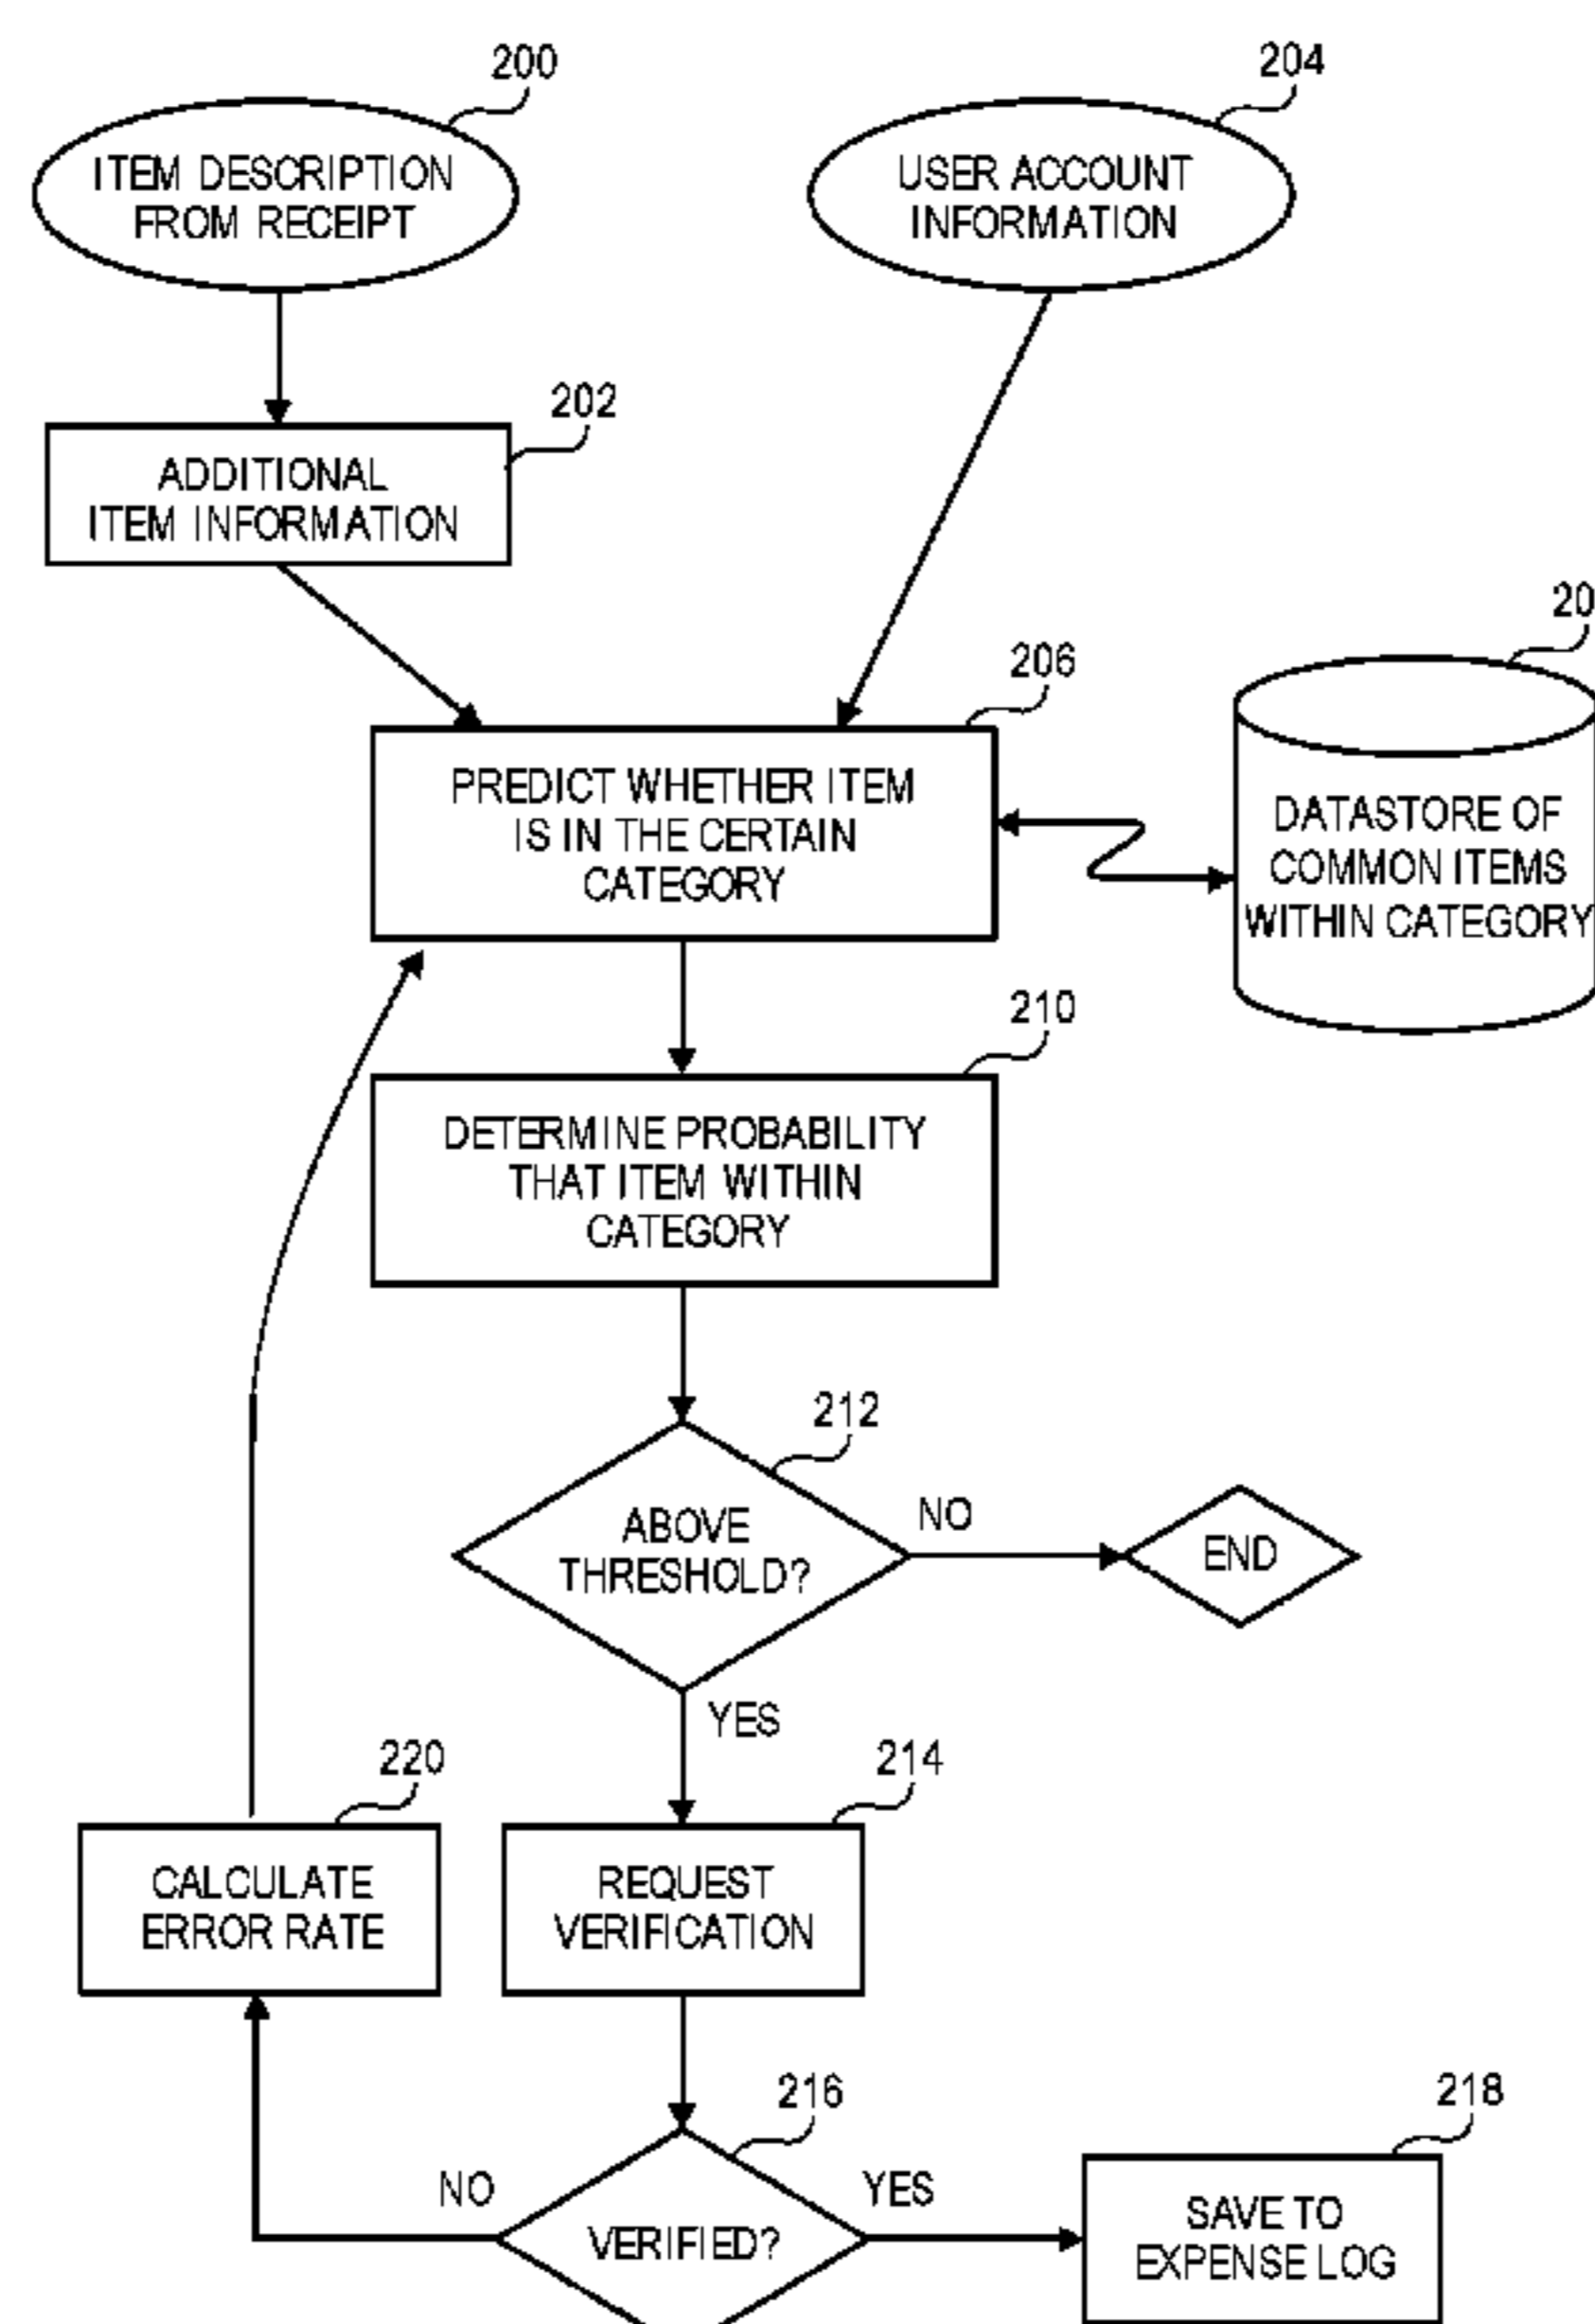 200
204
ITEM DESCRIPTION
FROM RECEIPT
USER ACCOUNT
INFORMATION
202
ADDITIONAL
ITEM INFORMATION
20
206
PREDICT WHETHER ITEM
IS IN THE CERTAIN
CATEGORY
DATASTORE OF
COMMON ITEMS
WITHIN CATEGORY
210
DETERMINE PROBABILITY
THAT ITEM WITHIN
CATEGORY
212
ABOVE
THRESHOLD?
NO
END
YES
220
214
CALCULATE
ERROR RATE
REQUEST
VERIFICATION
216
218
NO
YES
VERIFIED?
SAVE TO
EXPENSE LOG